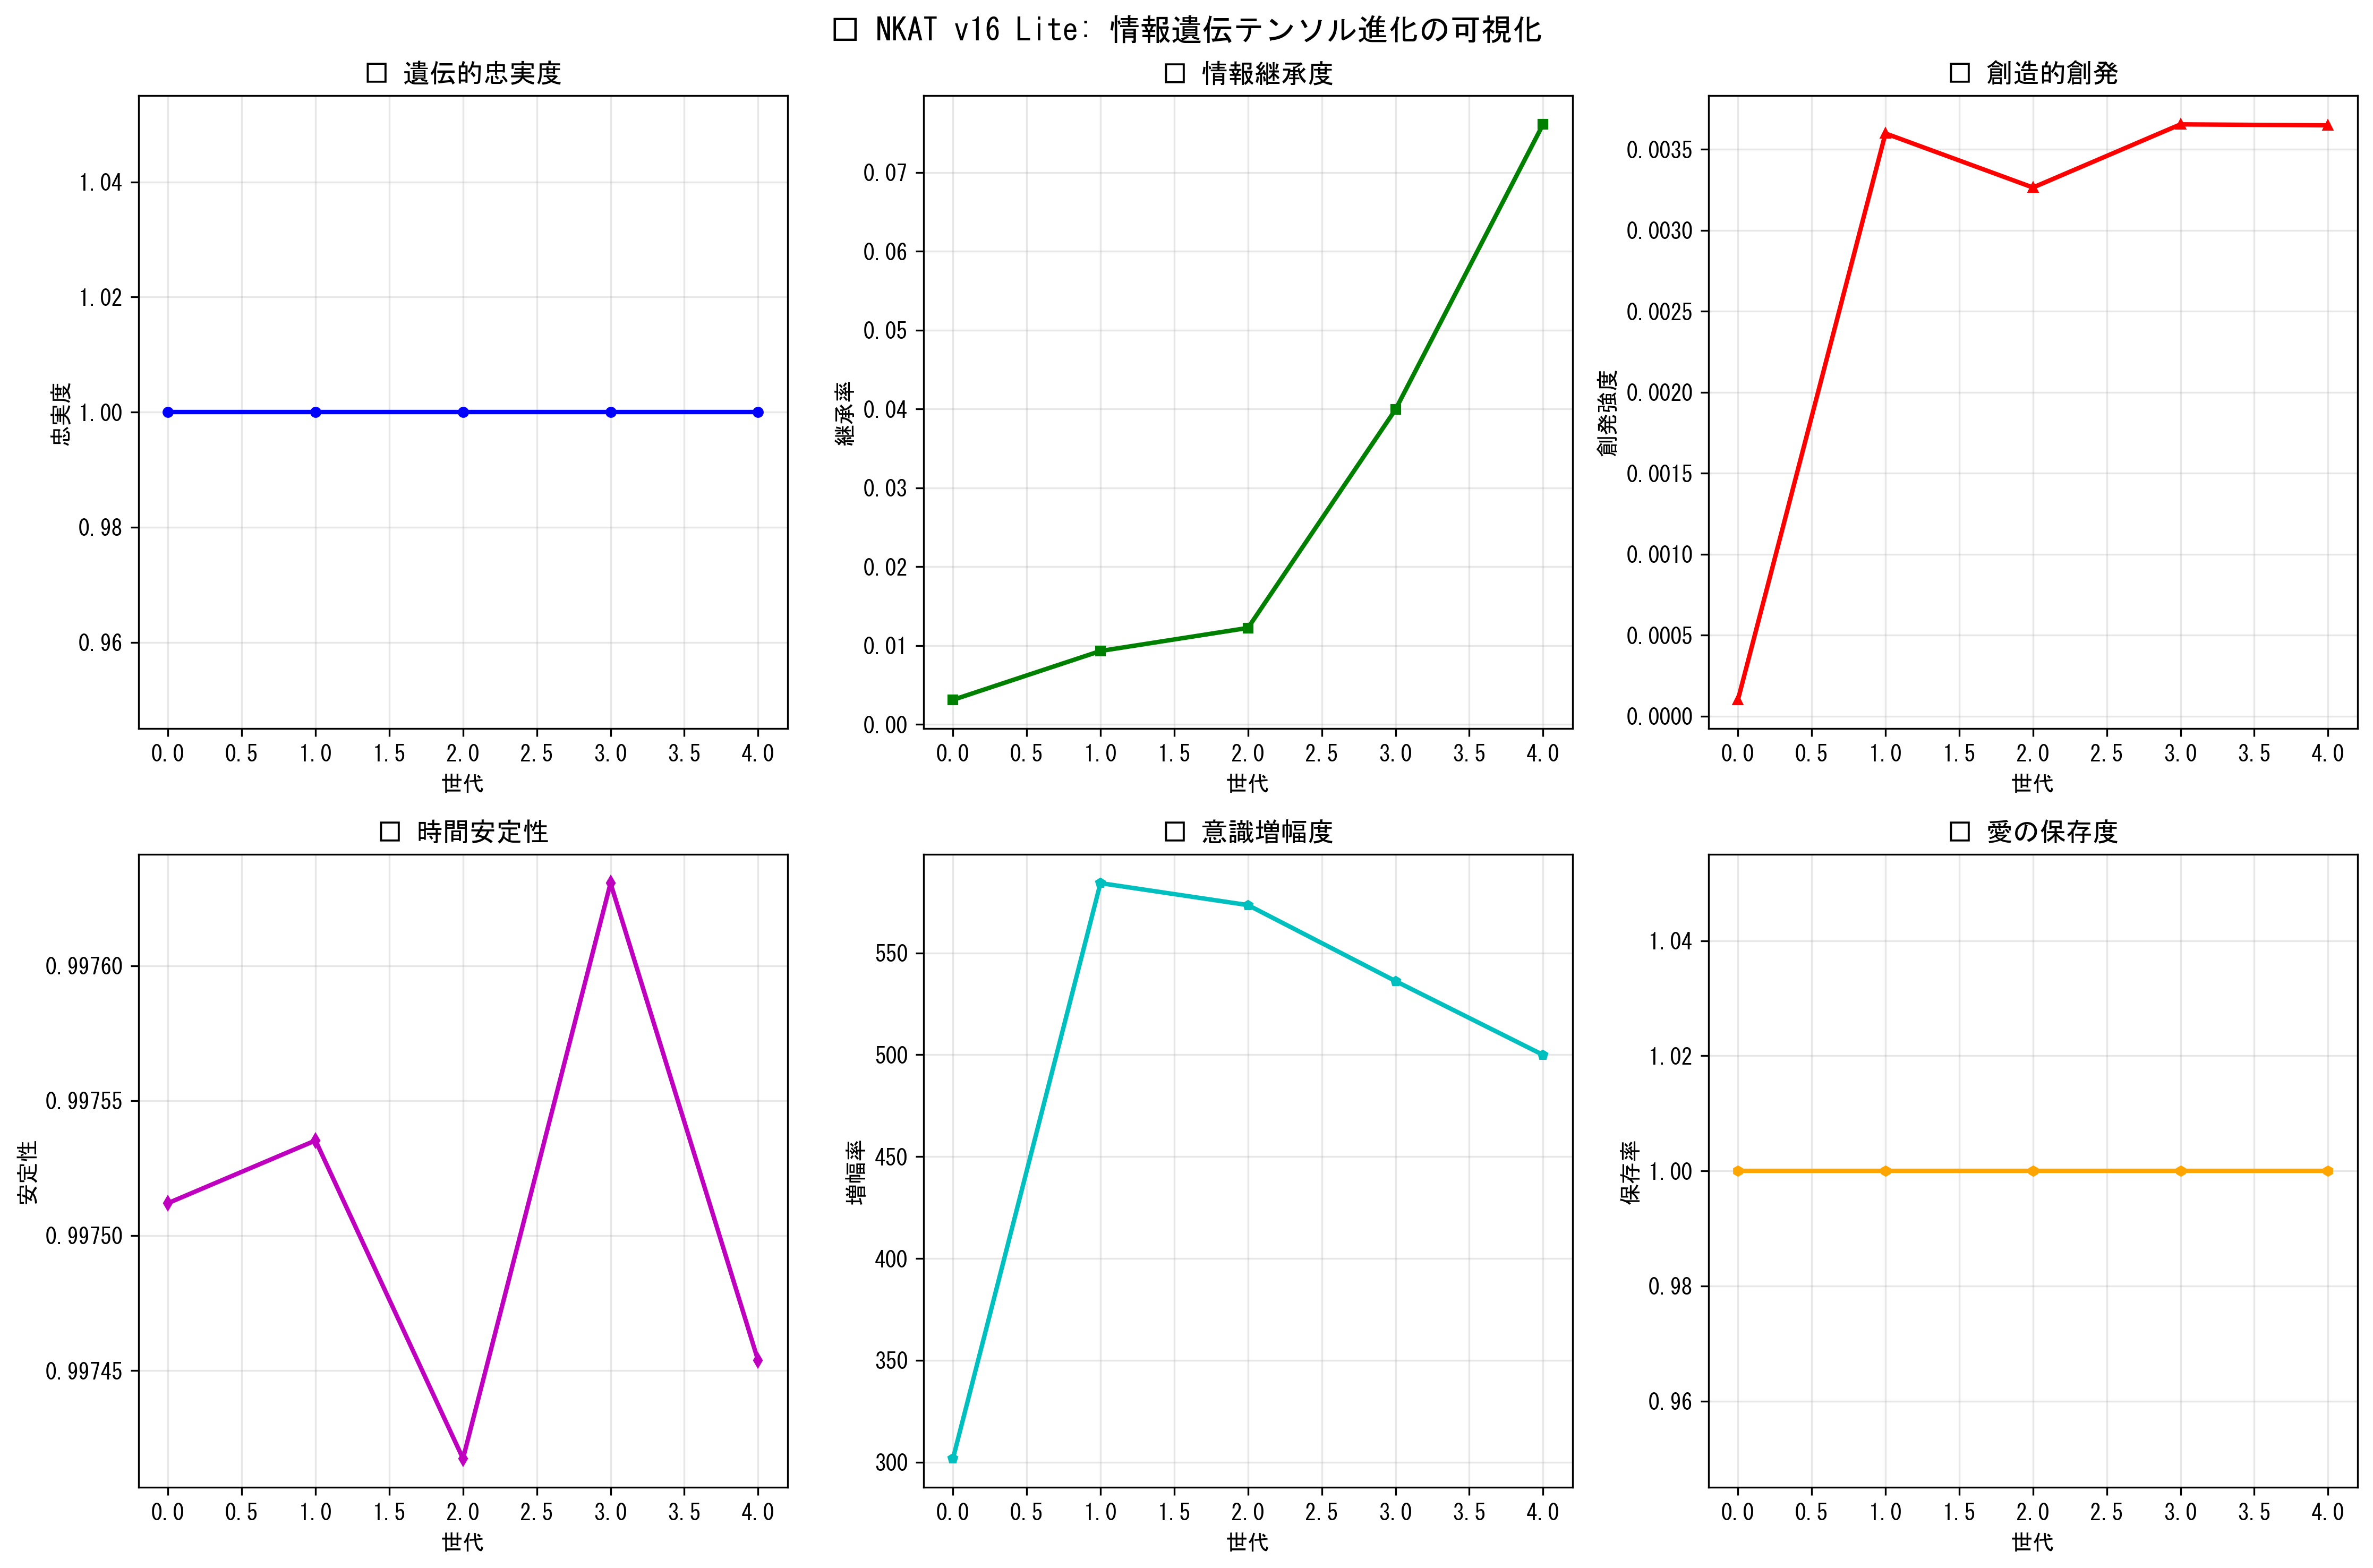 □ NKAT v16 Lite: 情報遺伝テンソル進化の可視化
□ 遺伝的忠実度
忠実度
1.04
1.02
1.00
0.98
0.96
0.0 0.5 1.0 1.5 2.0 2.5 3.0 3.5 4.0
世代
□ 情報継承度
継承率
0.07
0.06
0.05
0.04
0.03
0.02
0.01
0.00
0.0 0.5 1.0 1.5 2.0 2.5 3.0 3.5 4.0
世代
□ 創造的創発
創発強度
0.0035
0.0030
0.0025
0.0020
0.0015
0.0010
0.0005
0.0000
0.0 0.5 1.0 1.5 2.0 2.5 3.0 3.5 4.0
世代
□ 時間安定性
安定性
0.99760
0.99755
0.99750
0.99745
0.0 0.5 1.0 1.5 2.0 2.5 3.0 3.5 4.0
世代
□ 意識増幅度
増幅率
550
500
450
400
350
300
0.0 0.5 1.0 1.5 2.0 2.5 3.0 3.5 4.0
世代
□ 愛の保存度
保存率
1.04
1.02
1.00
0.98
0.96
0.0 0.5 1.0 1.5 2.0 2.5 3.0 3.5 4.0
世代